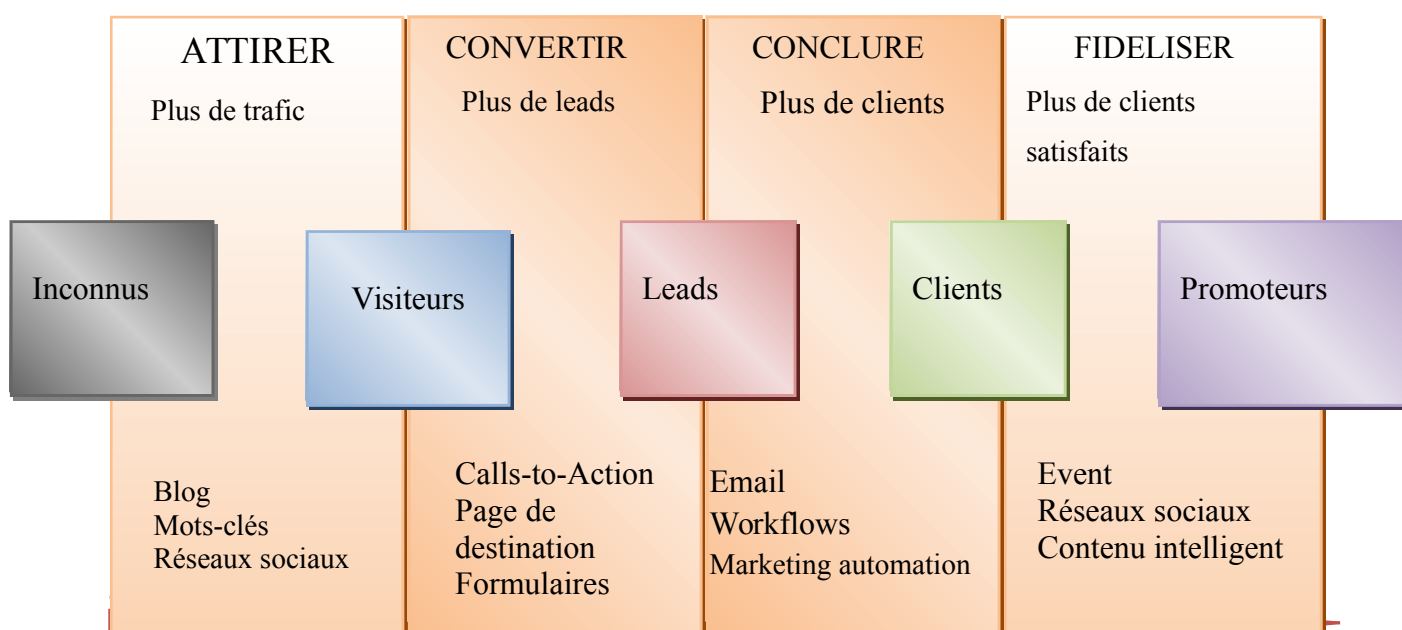 ATTIRER
Plus de trafic
CONVERTIR
Plus de leads
CONCLURE
Plus de clients
FIDELISER
Plus de clients
satisfaits
Inconnus
Visiteurs
Leads
Clients
Promoteurs
Blog
Mots-clés
Réseaux sociaux
Calls-to-Action
Page de
destination
Formulaires
Email
Workflows
Marketing automation
Event
Réseaux sociaux
Contenu intelligent